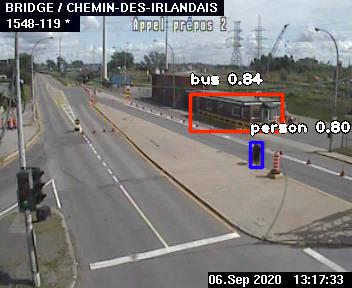 BRIDGE / CHEMIN-DES-IRLANDAIS
1548-119 *
Appel prépos 2
bus 0.84
person 0.80
06.Sep 2020 13:17:33